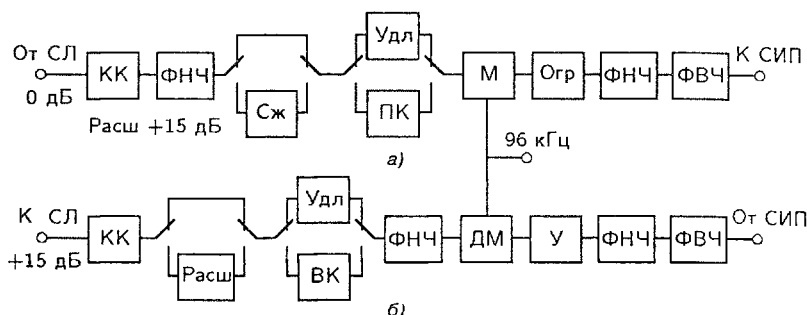 От СЛ
0 дБ
КК
ФНЧ
Расш +15 дБ
Сж
Удл
ПК
М
Огр
ФНЧ
ФВЧ
К СИП
а)
96 кГц
К СЛ
+15 дБ
КК
Расш
Удл
ВК
ФНЧ
ДМ
У
ФНЧ
ФВЧ
От СИП
б)